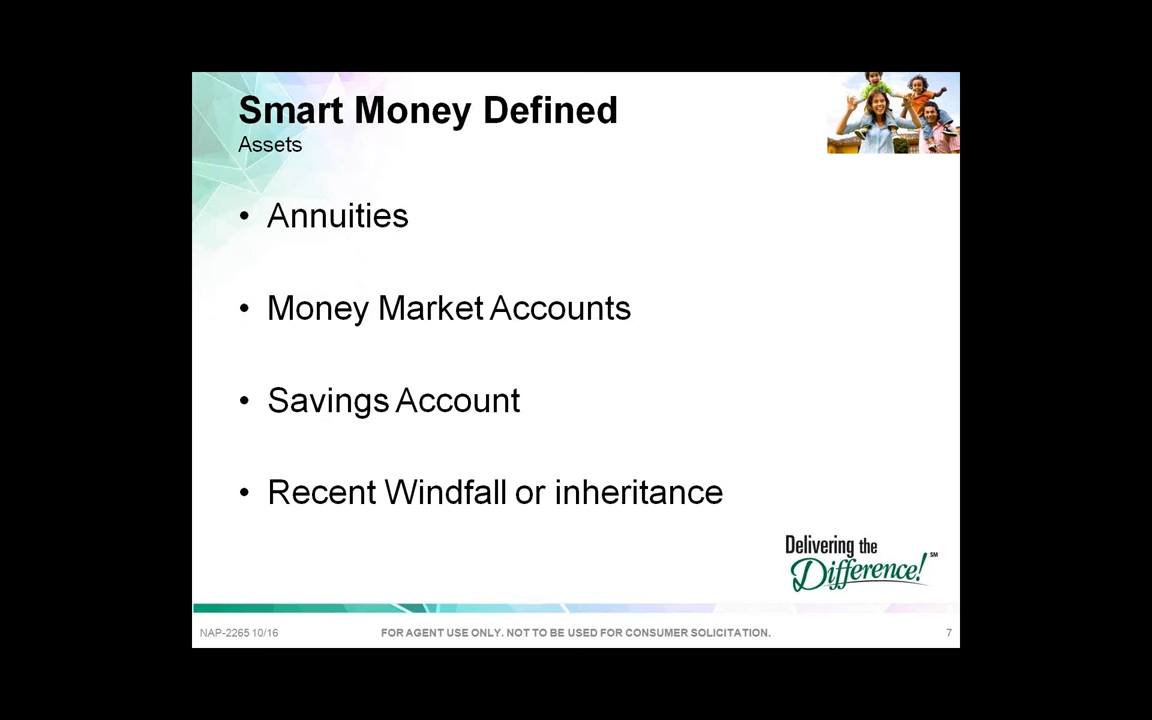 Smart Money Defined
Assets
• Annuities
• Money Market Accounts
• Savings Account
• Recent Windfall or inheritance
Delivering the
Difference! SM
NAP-2265 10/16
FOR AGENT USE ONLY. NOT TO BE USED FOR CONSUMER SOLICITATION.
7